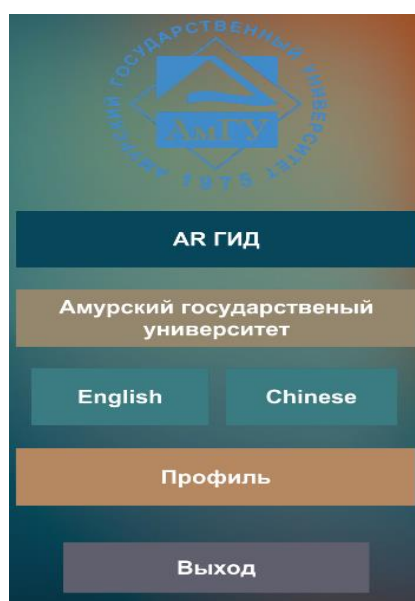 АМУРСКИЙ ГОСУДАРСТВЕННЫЙ УНИВЕРСИТЕТ
АмГУ
1975
AR ГИД
Амурский государственый
университет
English
Chinese
Профиль
Выход